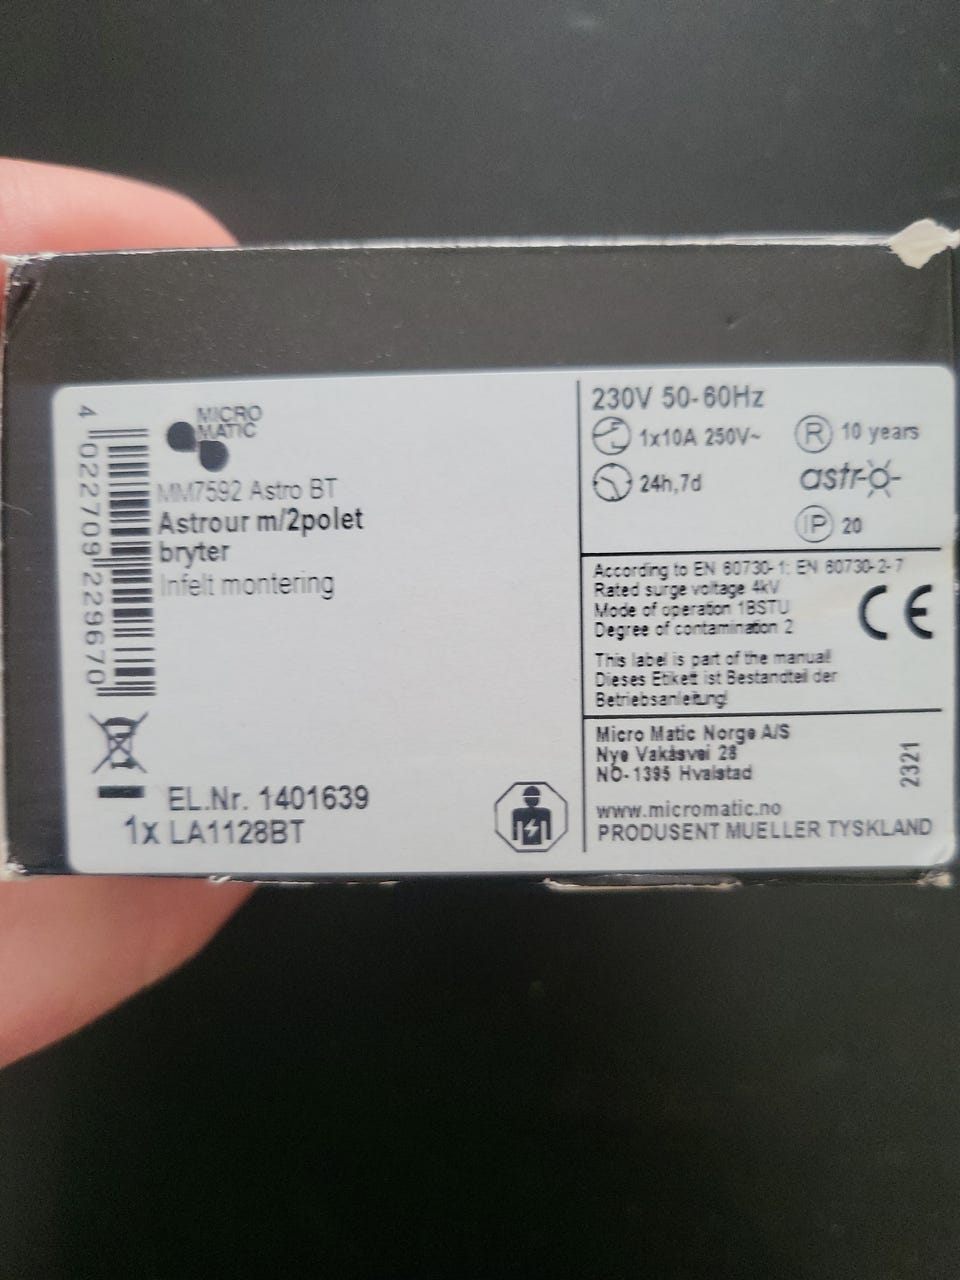 4 022709 229670
MICRO
MATIC
MM7592 Astro BT
Astrour m/2polet
bryter
Infelt montering
EL.Nr. 1401639
1x LA1128BT
230V 50-60Hz
1x10A 250V~
R 10 years
24h,7d
astro
IP 20
According to EN 60730-1; EN 60730-2-7
Rated surge voltage 4kV
Mode of operation 1BSTU
Degree of contamination 2
CE
This label is part of the manual!
Dieses Etikett ist Bestandteil der
Betriebsanleitung!
Micro Matic Norge A/S
Nye Vakåsvei 28
NO-1395 Hvalstad
2321
www.micromatic.no
PRODUSENT MUELLER TYSKLAND